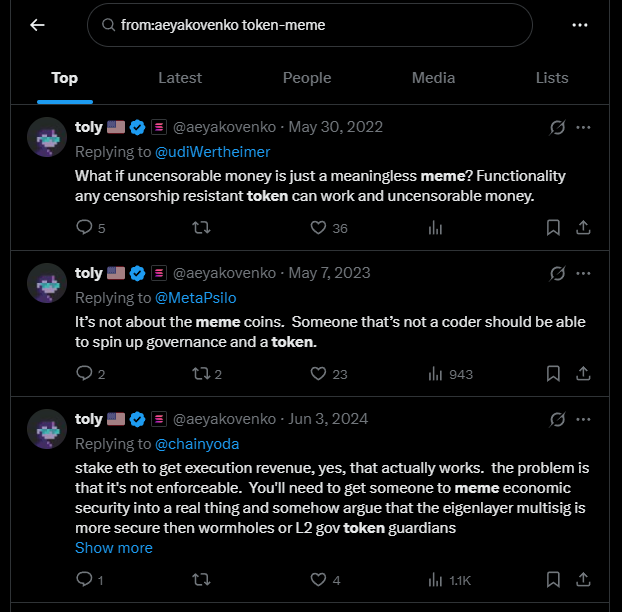 from:aeyakovenko token-meme
Top Latest People Media Lists
toly @aeyakovenko · May 30, 2022
Replying to @udiWertheimer
What if uncensorable money is just a meaningless meme? Functionality
any censorship resistant token can work and uncensorable money.
5 36
toly @aeyakovenko · May 7, 2023
Replying to @MetaPsilo
It’s not about the meme coins. Someone that’s not a coder should be able
to spin up governance and a token.
2 2 23 943
toly @aeyakovenko · Jun 3, 2024
Replying to @chainyoda
stake eth to get execution revenue, yes, that actually works. the problem is
that it's not enforceable. You'll need to get someone to meme economic
security into a real thing and somehow argue that the eigenlayer multisig is
more secure then wormholes or L2 gov token guardians
Show more
1 4 1.1K